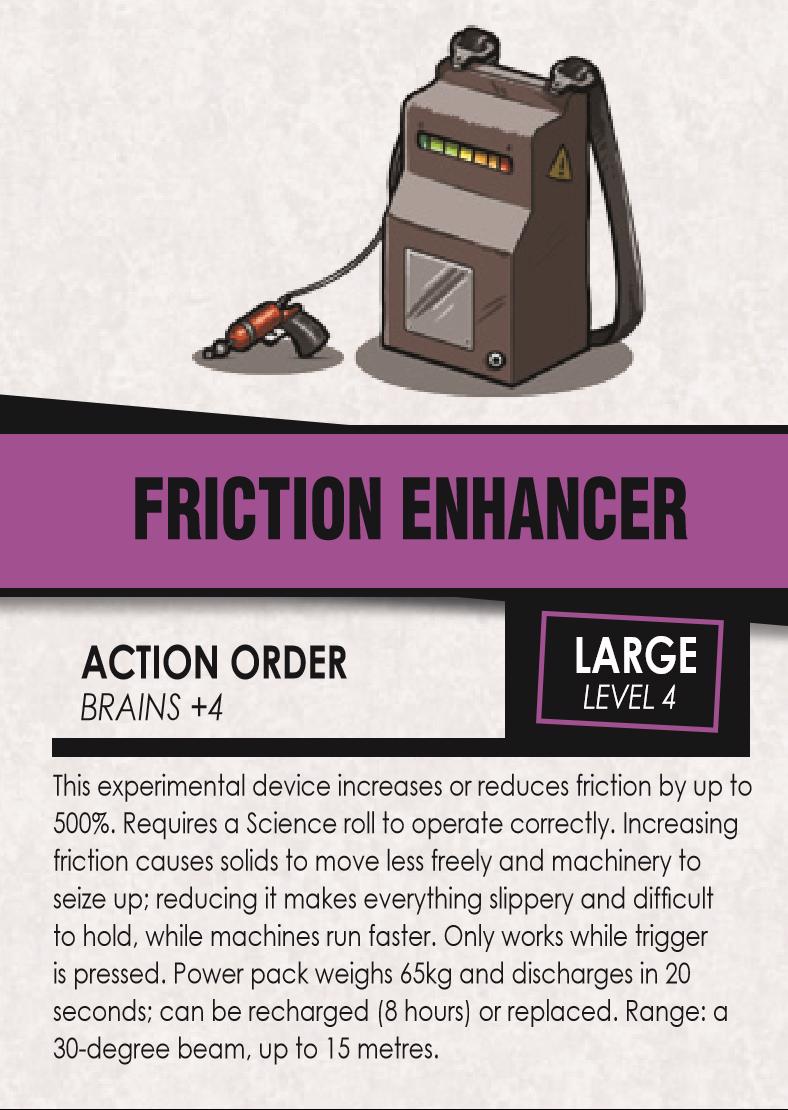 FRICTION ENHANCER
ACTION ORDER
BRAINS +4
LARGE
LEVEL 4
This experimental device increases or reduces friction by up to
500%. Requires a Science roll to operate correctly. Increasing
friction causes solids to move less freely and machinery to
seize up; reducing it makes everything slippery and difficult
to hold, while machines run faster. Only works while trigger
is pressed. Power pack weighs 65kg and discharges in 20
seconds; can be recharged (8 hours) or replaced. Range: a
30-degree beam, up to 15 metres.